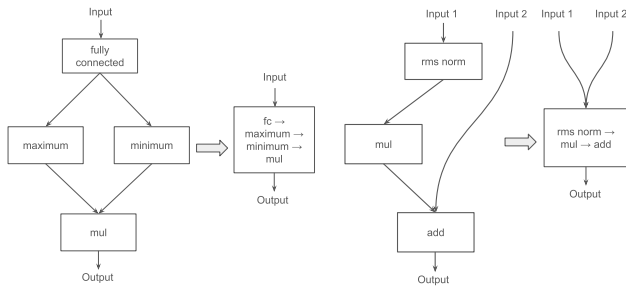 Input
fully
connected
maximum
minimum
mul
Output
Input
fc →
maximum→
minimum→
mul
Output
Input 1
Input 2
rms norm
mul
add
Output
Input 1
Input 2
rms norm →
mul → add
Output